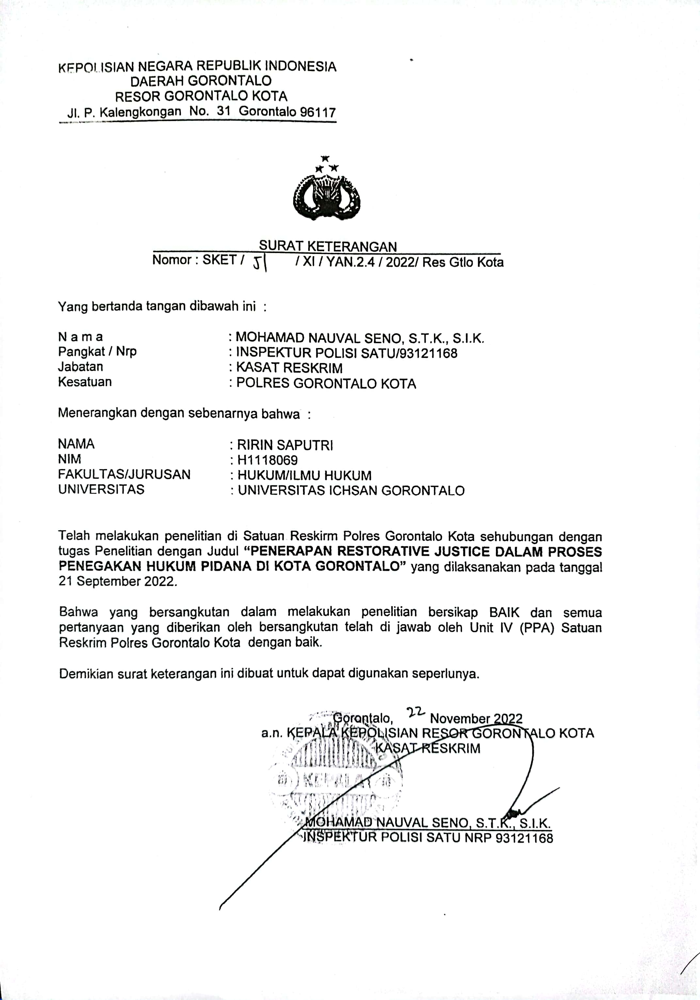 KEPOLISIAN NEGARA REPUBLIK INDONESIA
DAERAH GORONTALO
RESOR GORONTALO KOTA
Jl. P. Kalengkongan No. 31 Gorontalo 96117
SURAT KETERANGAN
Nomor : SKET / 51 / XI / YAN.2.4 / 2022/ Res Gtlo Kota
Yang bertanda tangan dibawah ini :
N a m a : MOHAMAD NAUVAL SENO, S.T.K., S.I.K.
Pangkat / Nrp : INSPEKTUR POLISI SATU/93121168
Jabatan : KASAT RESKRIM
Kesatuan : POLRES GORONTALO KOTA
Menerangkan dengan sebenarnya bahwa :
NAMA : RIRIN SAPUTRI
NIM : H1118069
FAKULTAS/JURUSAN : HUKUM/ILMU HUKUM
UNIVERSITAS : UNIVERSITAS ICHSAN GORONTALO
Telah melakukan penelitian di Satuan Reskirm Polres Gorontalo Kota sehubungan dengan
tugas Penelitian dengan Judul “PENERAPAN RESTORATIVE JUSTICE DALAM PROSES
PENEGAKAN HUKUM PIDANA DI KOTA GORONTALO” yang dilaksanakan pada tanggal
21 September 2022.
Bahwa yang bersangkutan dalam melakukan penelitian bersikap BAIK dan semua
pertanyaan yang diberikan oleh bersangkutan telah di jawab oleh Unit IV (PPA) Satuan
Reskrim Polres Gorontalo Kota dengan baik.
Demikian surat keterangan ini dibuat untuk dapat digunakan seperlunya.
Gorontalo, 22 November 2022
a.n. KEPALA KEPOLISIAN RESOR GORONTALO KOTA
KASAT RESKRIM
KEPALA
MOHAMAD NAUVAL SENO, S.T.K., S.I.K.
INSPEKTUR POLISI SATU NRP 93121168